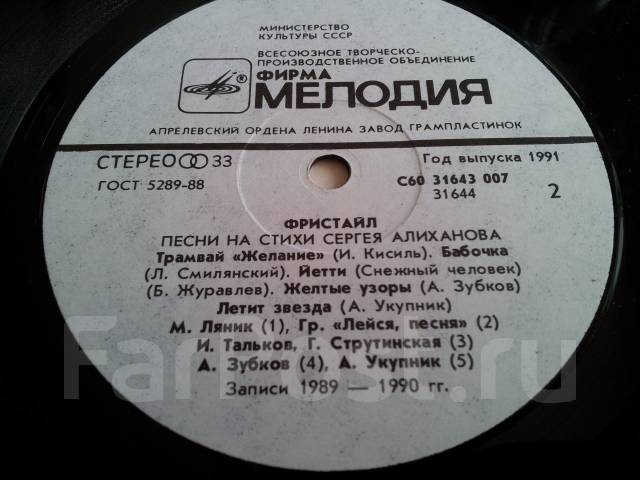 МИНИСТЕРСТВО
КУЛЬТУРЫ СССР
ВСЕСОЮЗНОЕ ТВОРЧЕСКО-
ПРОИЗВОДСТВЕННОЕ ОБЪЕДИНЕНИЕ
ФИРМА
® МЕЛОДИЯ
АПРЕЛЕВСКИЙ ОРДЕНА ЛЕНИНА ЗАВОД ГРАМПЛАСТИНОК
СТЕРЕО 33
Год выпуска 1991
ГОСТ 5289-88
С60 31643 007
31644
2
ФРИСТАЙЛ
ПЕСНИ НА СТИХИ СЕРГЕЯ АЛИХАНОВА
Трамвай «Желание» (И. Кисиль). Бабочка
(Л. Смилянский). Йетти (Снежный человек)
(Б. Журавлев). Желтые узоры (А. Зубков)
Летит звезда (А. Укупник)
М. Ляник (1), Гр. «Лейся, песня» (2)
И. Тальков, Г. Струтинская (3)
А. Зубков (4), А. Укупник (5)
Записи 1989 — 1990 гг.
FarPost.ru